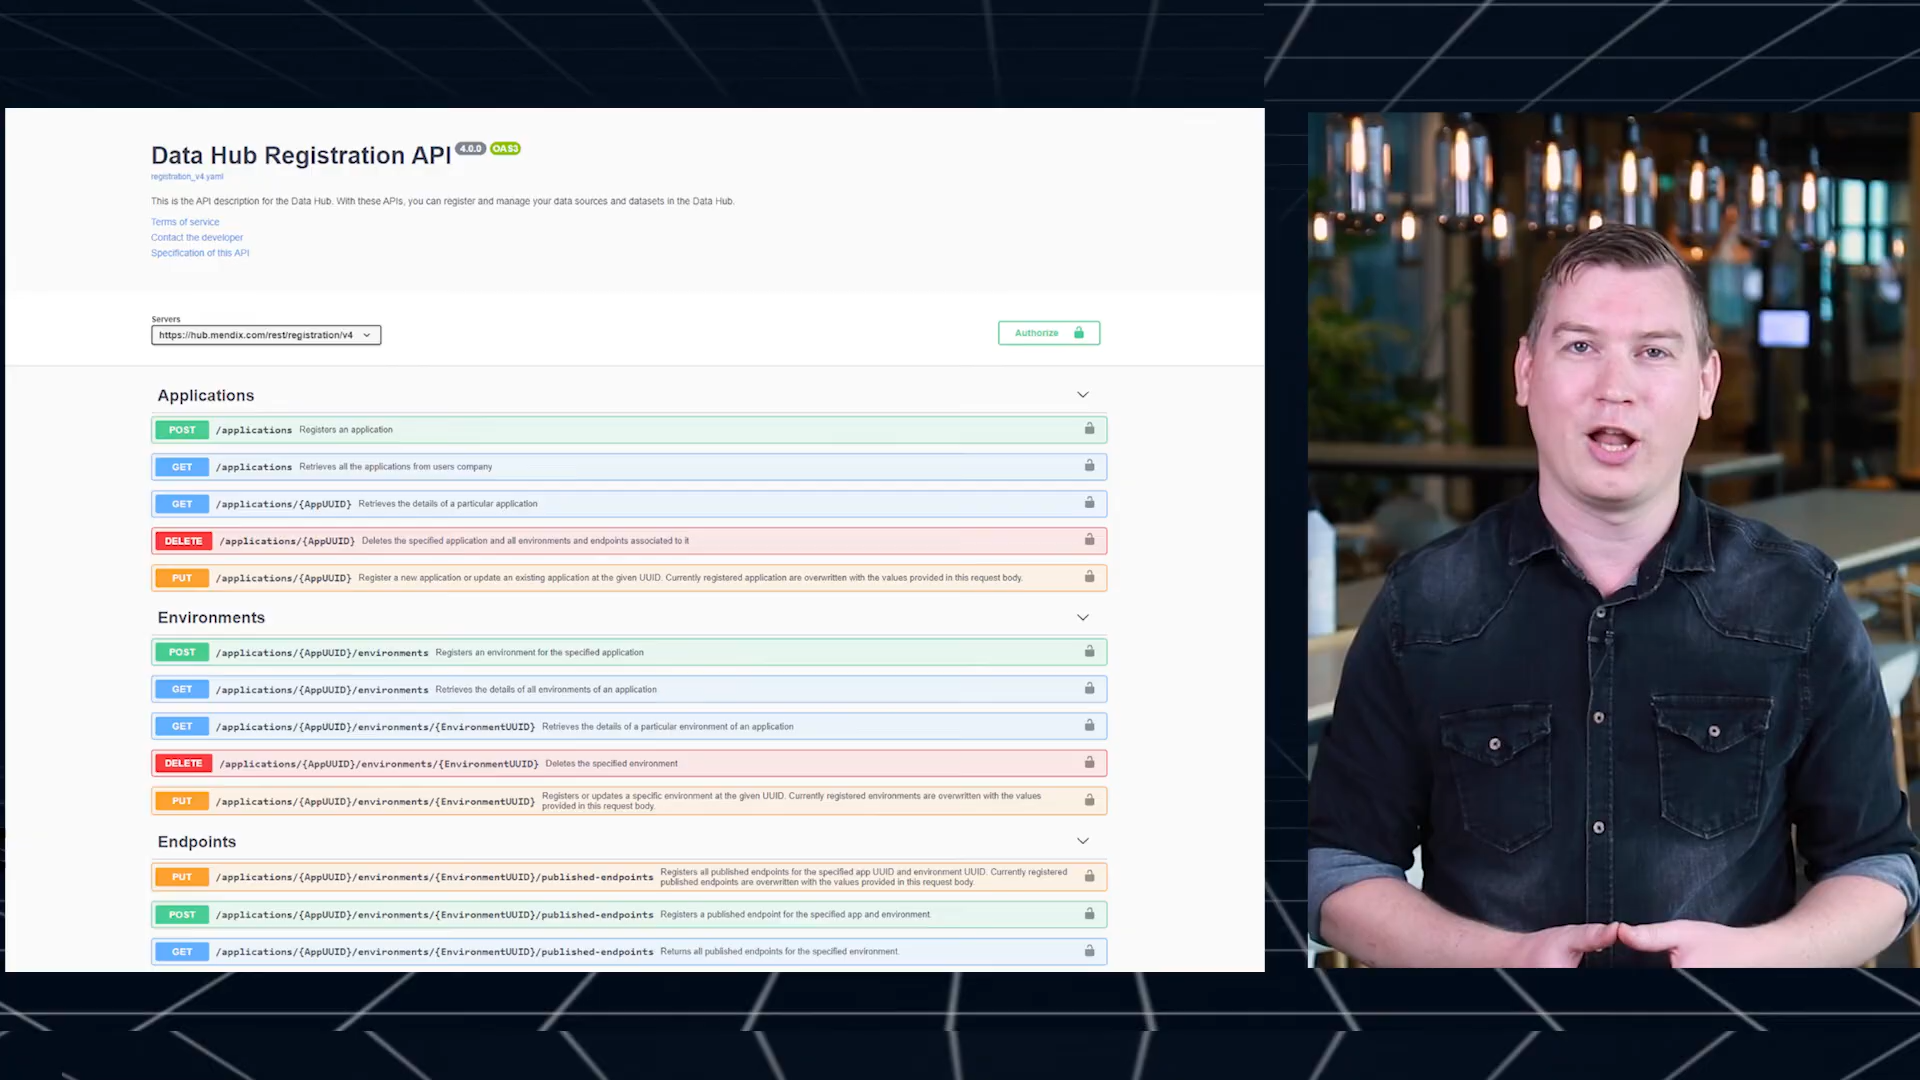 Data Hub Registration API 4.0.0 OAS3
registration_v4.yaml
This is the API description for the Data Hub. With these APIs, you can register and manage your data sources and datasets in the Data Hub.
Terms of service
Contact the developer
Specification of this API
Servers
https://hub.mendix.com/rest/registration/v4
Authorize
Applications
POST /applications Registers an application
GET /applications Retrieves all the applications from users company
GET /applications/{AppUUID} Retrieves the details of a particular application
DELETE /applications/{AppUUID} Deletes the specified application and all environments and endpoints associated to it
PUT /applications/{AppUUID} Register a new application or update an existing application at the given UUID. Currently registered application are overwritten with the values provided in this request body.
Environments
POST /applications/{AppUUID}/environments Registers an environment for the specified application
GET /applications/{AppUUID}/environments Retrieves the details of all environments of an application
GET /applications/{AppUUID}/environments/{EnvironmentUUID} Retrieves the details of a particular environment of an application
DELETE /applications/{AppUUID}/environments/{EnvironmentUUID} Deletes the specified environment
PUT /applications/{AppUUID}/environments/{EnvironmentUUID} Registers or updates a specific environment at the given UUID. Currently registered environments are overwritten with the values
provided in this request body.
Endpoints
PUT /applications/{AppUUID}/environments/{EnvironmentUUID}/published-endpoints Registers all published endpoints for the specified app UUID and environment UUID. Currently registered
published endpoints are overwritten with the values provided in this request body.
POST /applications/{AppUUID}/environments/{EnvironmentUUID}/published-endpoints Registers a published endpoint for the specified app and environment.
GET /applications/{AppUUID}/environments/{EnvironmentUUID}/published-endpoints Returns all published endpoints for the specified environment.